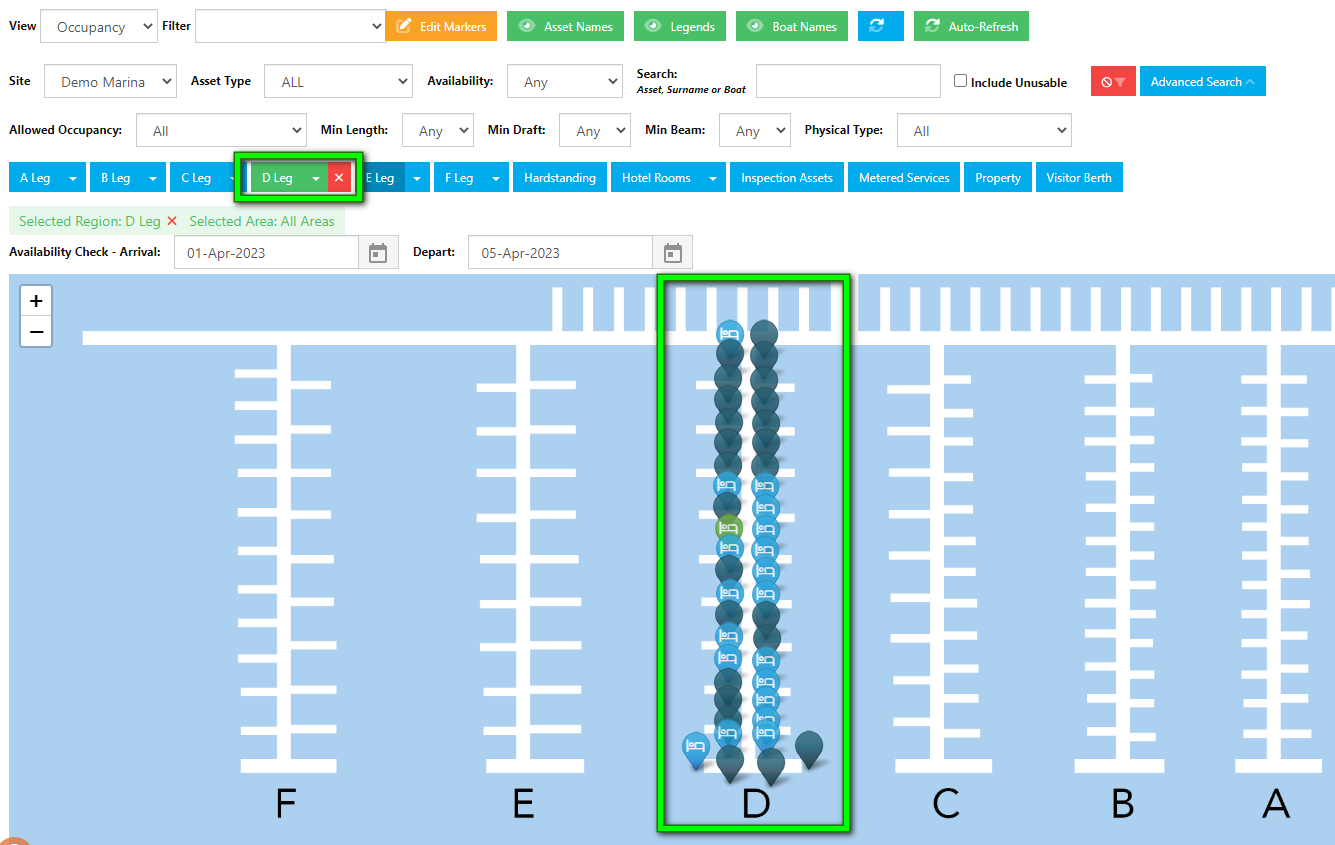 View Occupancy Filter Edit Markers Asset Names Legends Boat Names Auto-Refresh
Site Demo Marina Asset Type ALL Availability: Any Search: Include Unusable Advanced Search
Asset, Surname or Boat
Allowed Occupancy: All Min Length: Any Min Draft: Any Min Beam: Any Physical Type: All
A Leg B Leg C Leg D Leg E Leg F Leg Hardstanding Hotel Rooms Inspection Assets Metered Services Property Visitor Berth
Selected Region: D Leg Selected Area: All Areas
Availability Check - Arrival: 01-Apr-2023 Depart: 05-Apr-2023
+
−
F E D C B A